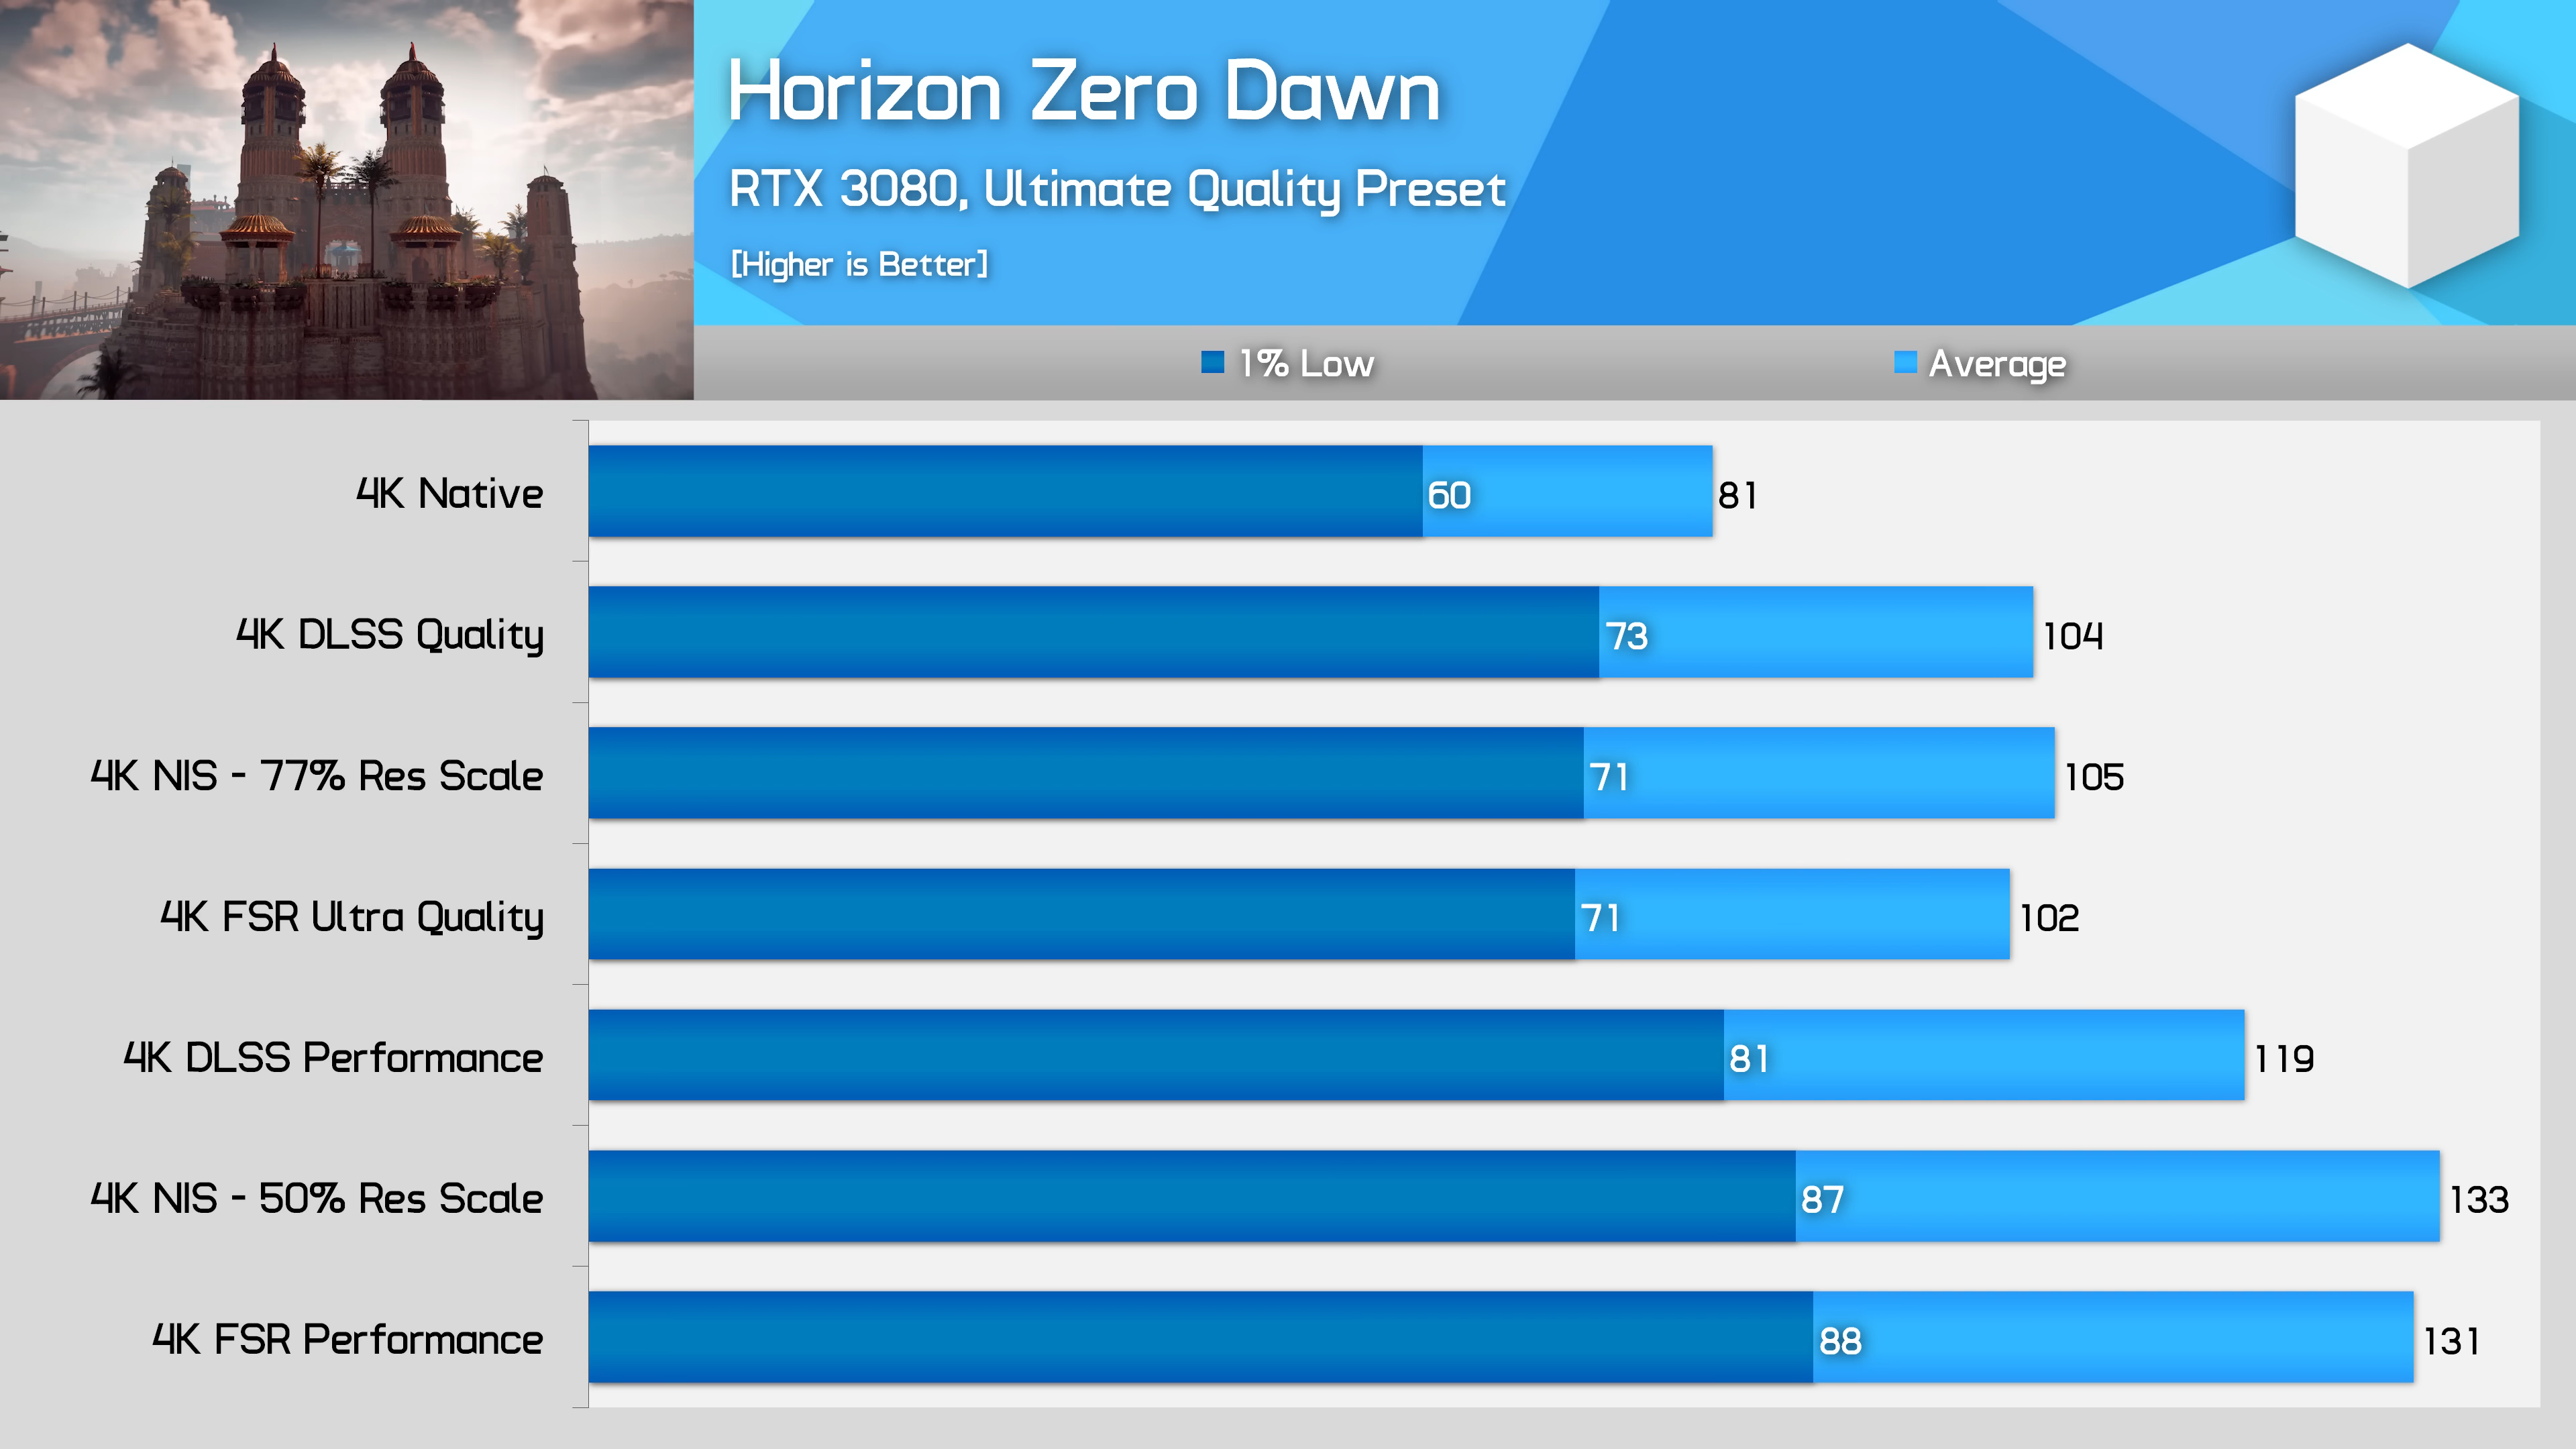 Horizon Zero Dawn
RTX 3080, Ultimate Quality Preset
[Higher is Better]
1% Low
Average
4K Native
60
81
4K DLSS Quality
73
104
4K NIS - 77% Res Scale
71
105
4K FSR Ultra Quality
71
102
4K DLSS Performance
81
119
4K NIS - 50% Res Scale
87
133
4K FSR Performance
88
131